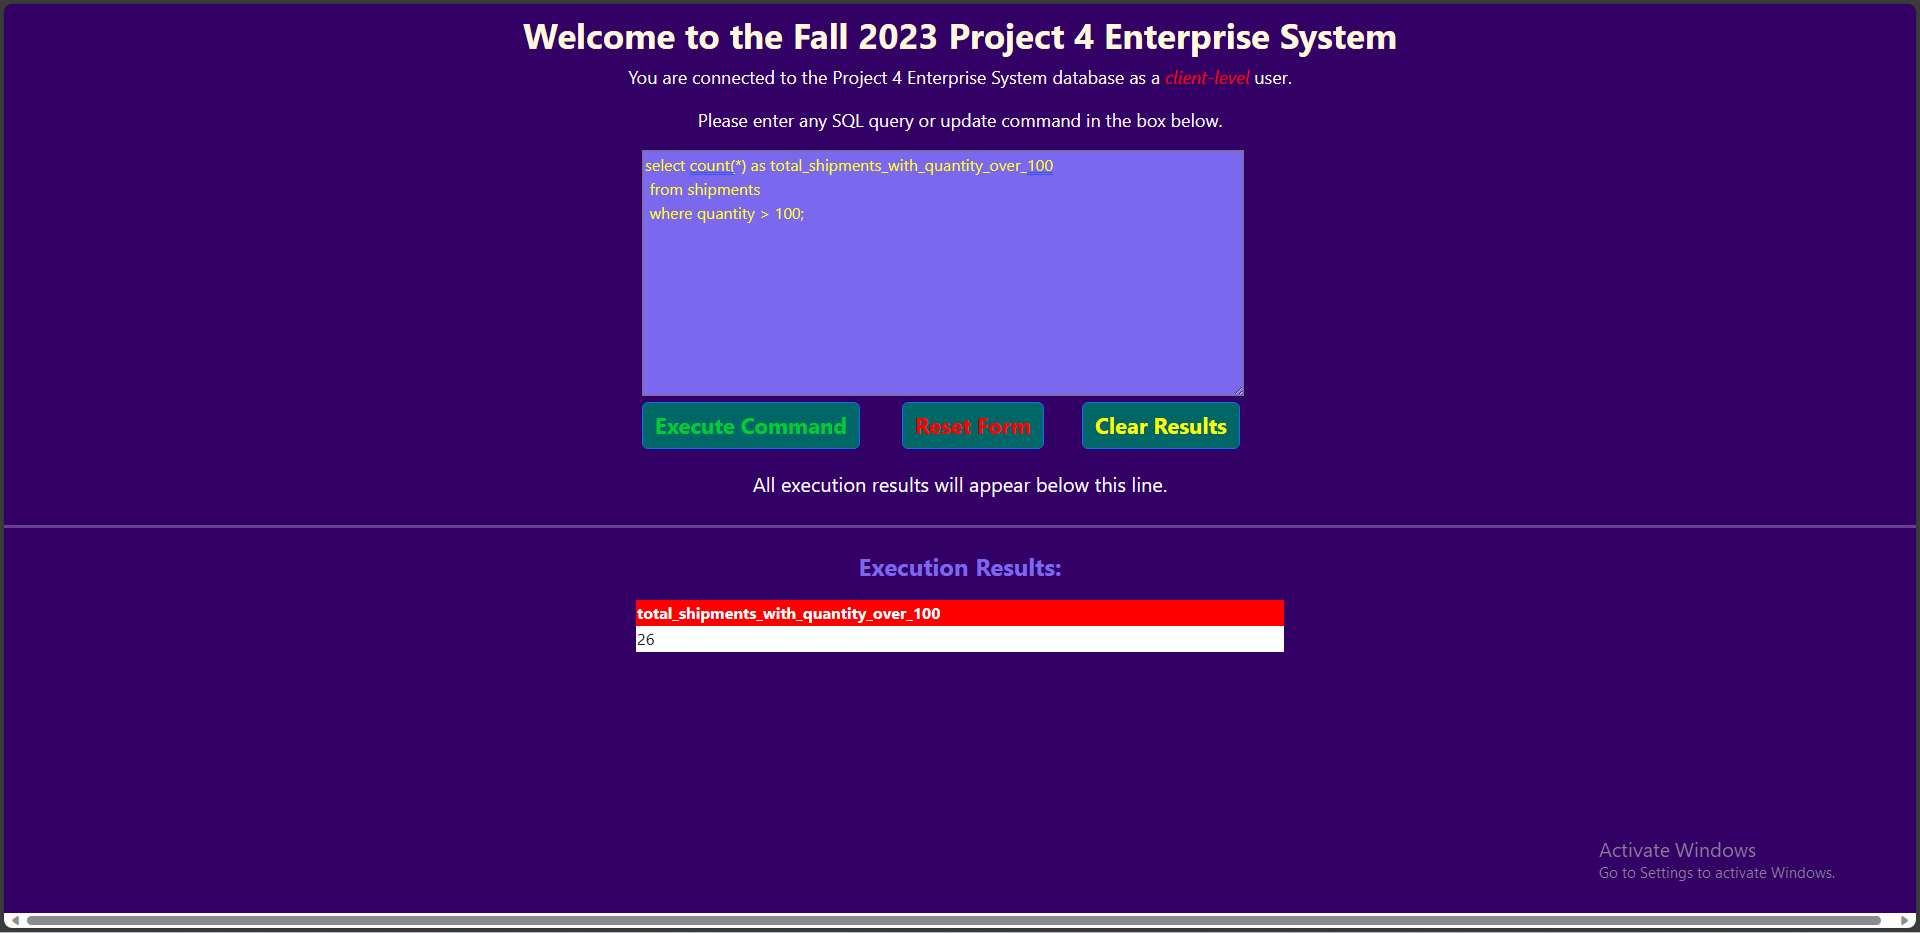 Welcome to the Fall 2023 Project 4 Enterprise System
You are connected to the Project 4 Enterprise System database as a client-level user.
Please enter any SQL query or update command in the box below.
select count(*) as total_shipments_with_quantity_over_100
from shipments
where quantity > 100;
Execute Command
Reset Form
Clear Results
All execution results will appear below this line.
Execution Results:
total_shipments_with_quantity_over_100
26
Activate Windows
Go to Settings to activate Windows.